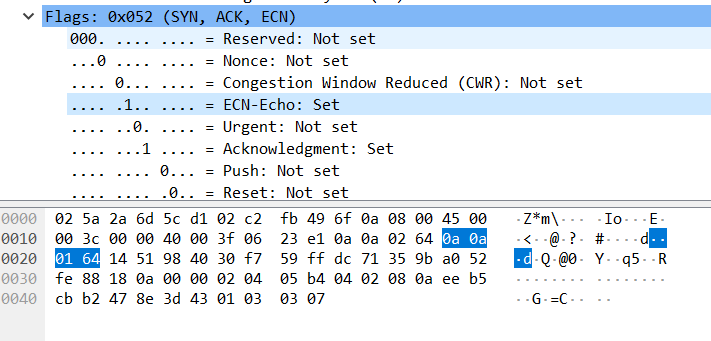 Flags: 0x052 (SYN, ACK, ECN)
000. .... .... = Reserved: Not set
...0 .... .... = Nonce: Not set
.... 0... .... = Congestion Window Reduced (CWR): Not set
.... .1.. .... = ECN-Echo: Set
.... ..0. .... = Urgent: Not set
.... ...1 .... = Acknowledgment: Set
.... .... 0... = Push: Not set
.... .... .0.. = Reset: Not set
0000 02 5a 2a 6d 5c d1 02 c2 fb 49 6f 0a 08 00 45 00 ·Z*m\··· ·Io···E·
0010 00 3c 00 00 40 00 3f 06 23 e1 0a 0a 02 64 0a 0a ·<··@·?· #····d··
0020 01 64 14 51 98 40 30 f7 59 ff dc 71 35 9b a0 52 ·d·Q·@0· Y··q5··R
0030 fe 88 18 0a 00 00 02 04 05 b4 04 02 08 0a ee b5 ········ ········
0040 cb b2 47 8e 3d 43 01 03 03 07 ··G·=C·· ··